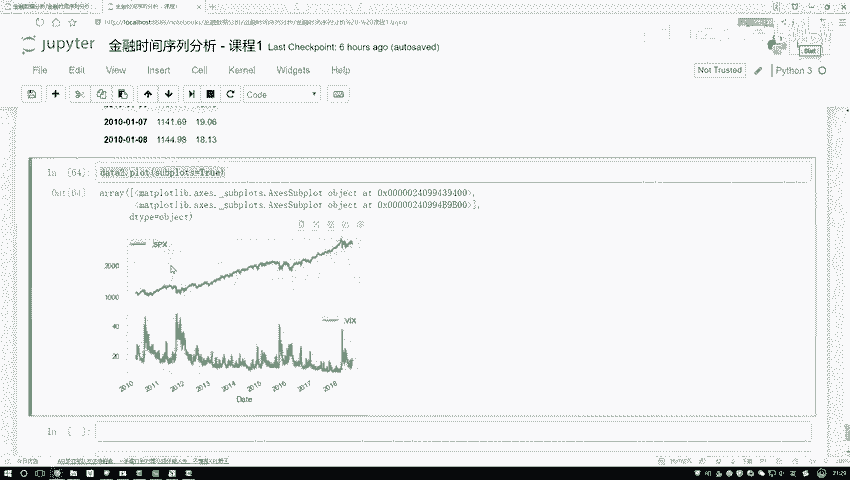 jupyter 金融时间序列分析 - 课程1 Last Checkpoint: 6 hours ago (autosaved)
File Edit View Insert Cell Kernel Widgets Help
Not Trusted Python 3
Code
2010-01-07 1141.69 19.06
2010-01-08 1144.98 18.13
In [64]: data2.plot(subplots=True)
Out[64]: array([<matplotlib.axes._subplots.AxesSubplot object at 0x0000024099439400>,
<matplotlib.axes._subplots.AxesSubplot object at 0x00000240994B9B00>],
dtype=object)
.SPX
2000
1000
.VIX
40
20
2010 2011 2012 2013 2014 2015 2016 2017 2018
Date
In [ ]:
21:29